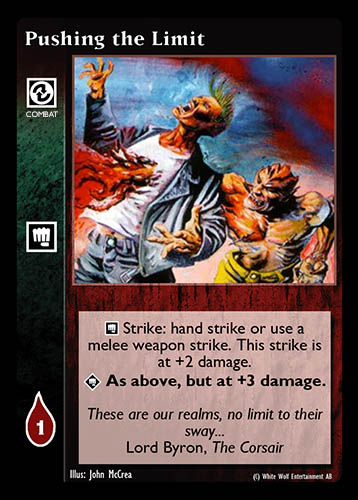 Pushing the Limit
COMBAT
Strike: hand strike or use a
melee weapon strike. This strike is
at +2 damage.
As above, but at +3 damage.
These are our realms, no limit to their
sway...
Lord Byron, The Corsair
1
Illus: John McCrea
(C) White Wolf Entertainment AB